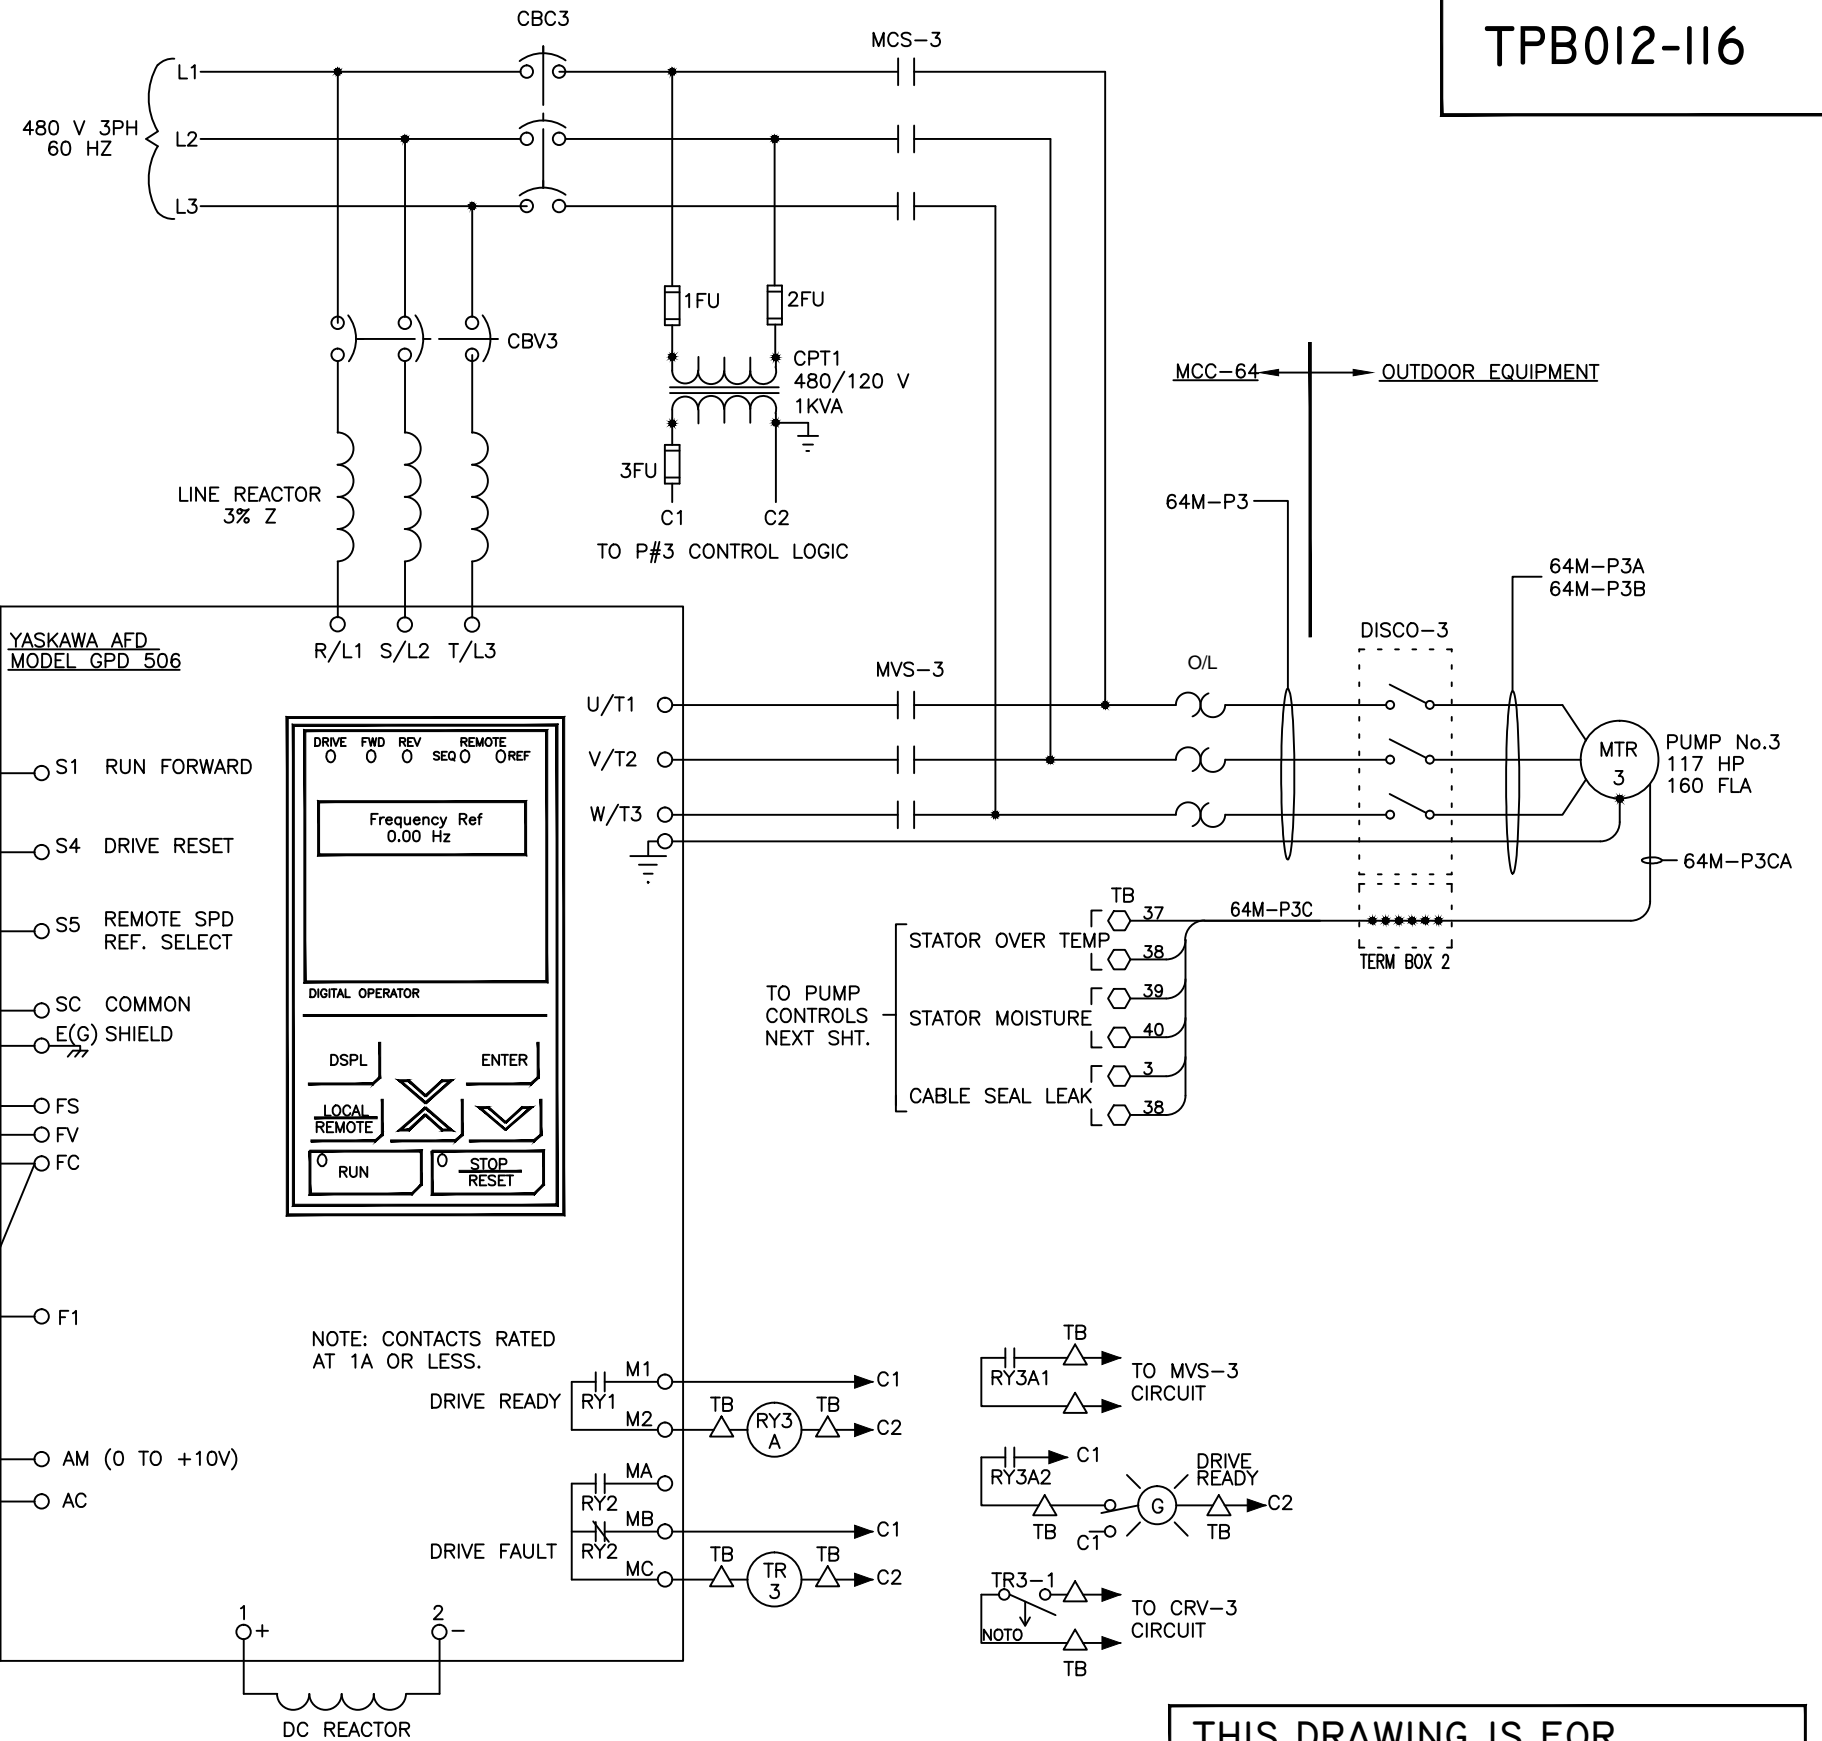 CBC3
MCS-3
TPB012-116
L1
480 V 3PH
60 HZ
L2
L3
1FU
2FU
CBV3
CPT1
480/120 V
1KVA
MCC-64
OUTDOOR EQUIPMENT
3FU
LINE REACTOR
3% Z
C1
C2
TO P#3 CONTROL LOGIC
64M-P3
64M-P3A
64M-P3B
DISCO-3
YASKAWA AFD
MODEL GPD 506
R/L1 S/L2 T/L3
MVS-3
O/L
U/T1
V/T2
W/T3
MTR
3
PUMP No.3
117 HP
160 FLA
DRIVE FWD REV REMOTE
SEQ REF
S1 RUN FORWARD
Frequency Ref
0.00 Hz
S4 DRIVE RESET
64M-P3CA
S5 REMOTE SPD
REF. SELECT
TB
37
64M-P3C
STATOR OVER TEMP
38
TERM BOX 2
DIGITAL OPERATOR
TO PUMP
CONTROLS
NEXT SHT.
39
STATOR MOISTURE
40
3
CABLE SEAL LEAK
38
SC COMMON
E(G) SHIELD
DSPL
ENTER
LOCAL
REMOTE
RUN
STOP
RESET
FS
FV
FC
F1
NOTE: CONTACTS RATED
AT 1A OR LESS.
DRIVE READY
RY1
M1
C1
M2
TB
RY3
A
TB
C2
TB
RY3A1
TO MVS-3
CIRCUIT
AM (0 TO +10V)
AC
MA
RY2
MB
C1
RY2
DRIVE FAULT
MC
TB
TR
3
TB
C2
C1
RY3A2
DRIVE
READY
G
C2
TB
C1
TB
TR3-1
NOTO
TO CRV-3
CIRCUIT
TB
1
+
2
-
DC REACTOR
THIS DRAWING IS FOR